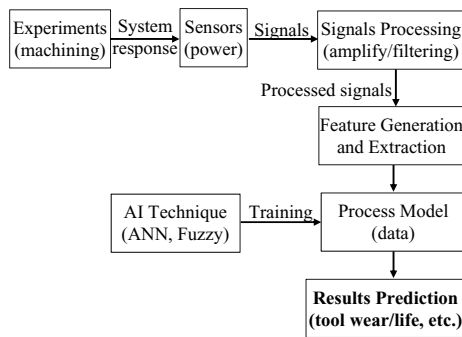 Experiments
(machining)
System
response
Sensors
(power)
Signals
Signals Processing
(amplify/filtering)
Processed signals
Feature Generation
and Extraction
AI Technique
(ANN, Fuzzy)
Training
Process Model
(data)
Results Prediction
(tool wear/life, etc.)